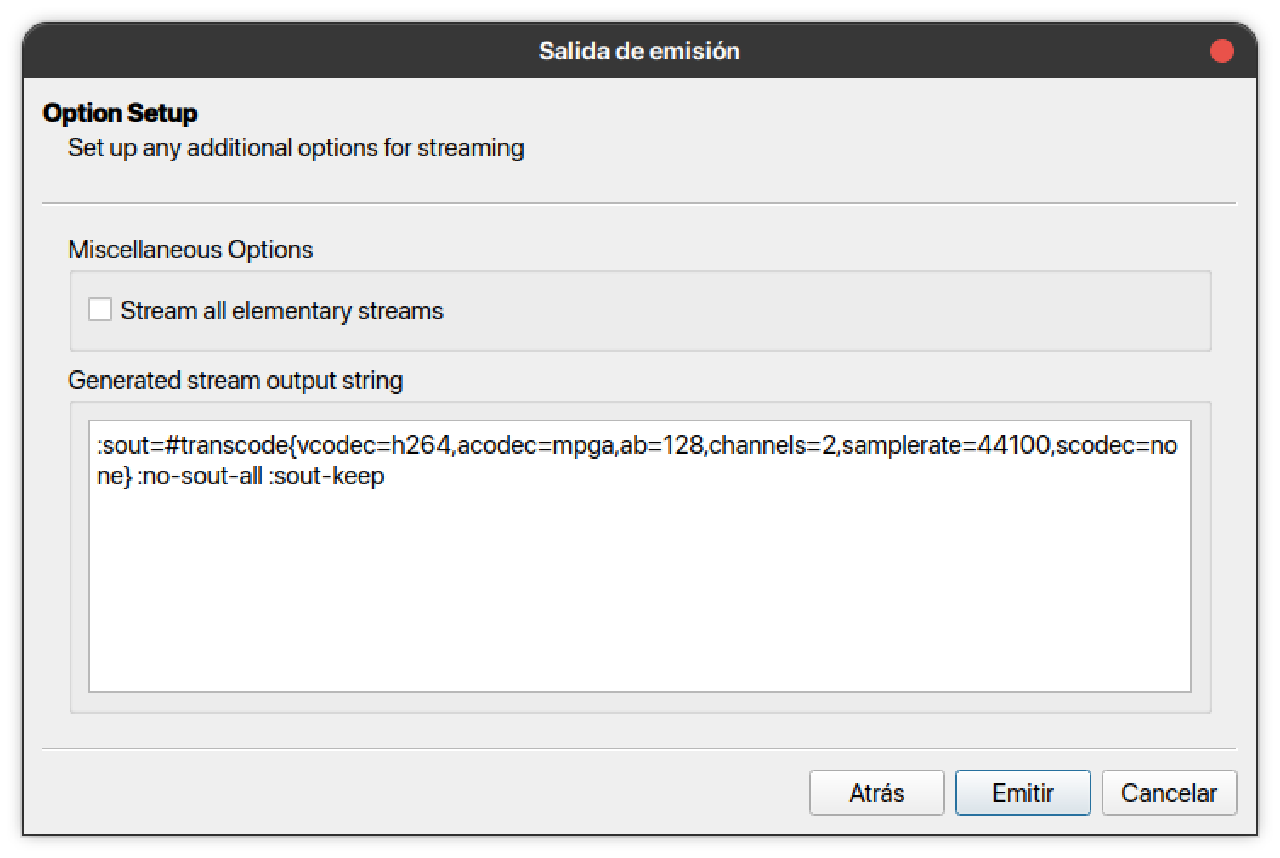 Salida de emisión
Option Setup
Set up any additional options for streaming
Miscellaneous Options
Stream all elementary streams
Generated stream output string
:sout=#transcode{vcodec=h264,acodec=mpga,ab=128,channels=2,samplerate=44100,scodec=no
ne} :no-sout-all :sout-keep
Atrás
Emitir
Cancelar